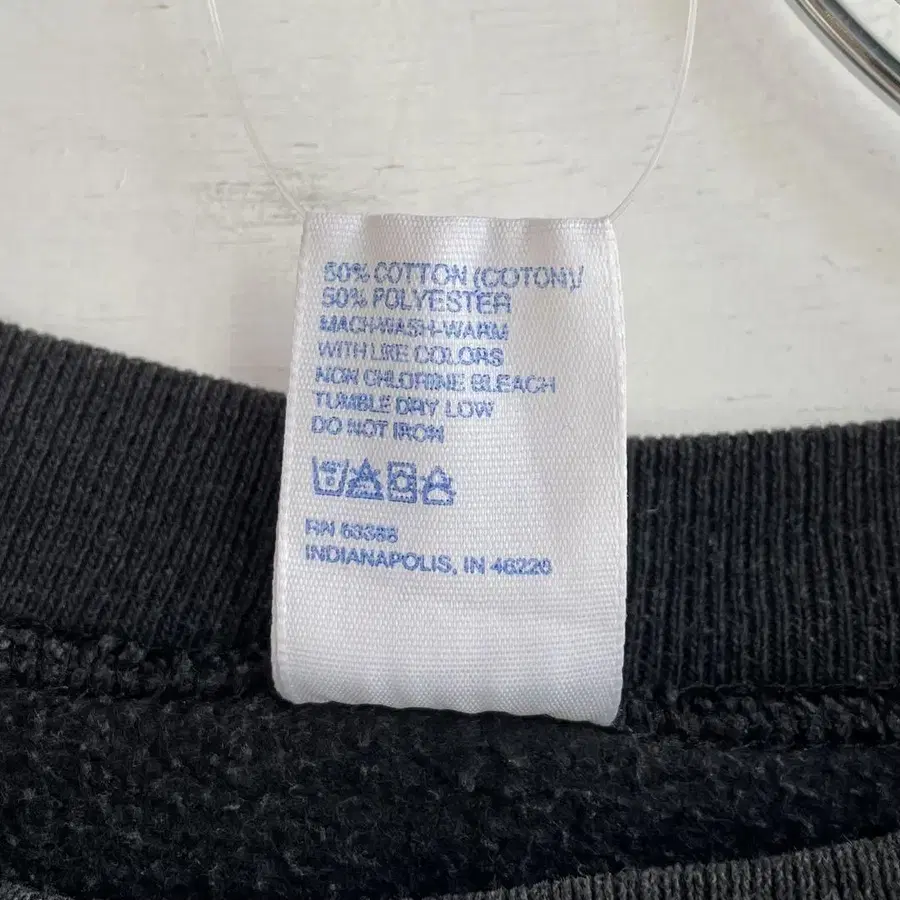 50% COTTON (COTON)/
50% POLYESTER
MACH-WASH-WARM
WITH LIKE COLORS
NON CHLORINE BLEACH
TUMBLE DRY LOW
DO NOT IRON
RN
INDIANAPOLIS, IN 46220